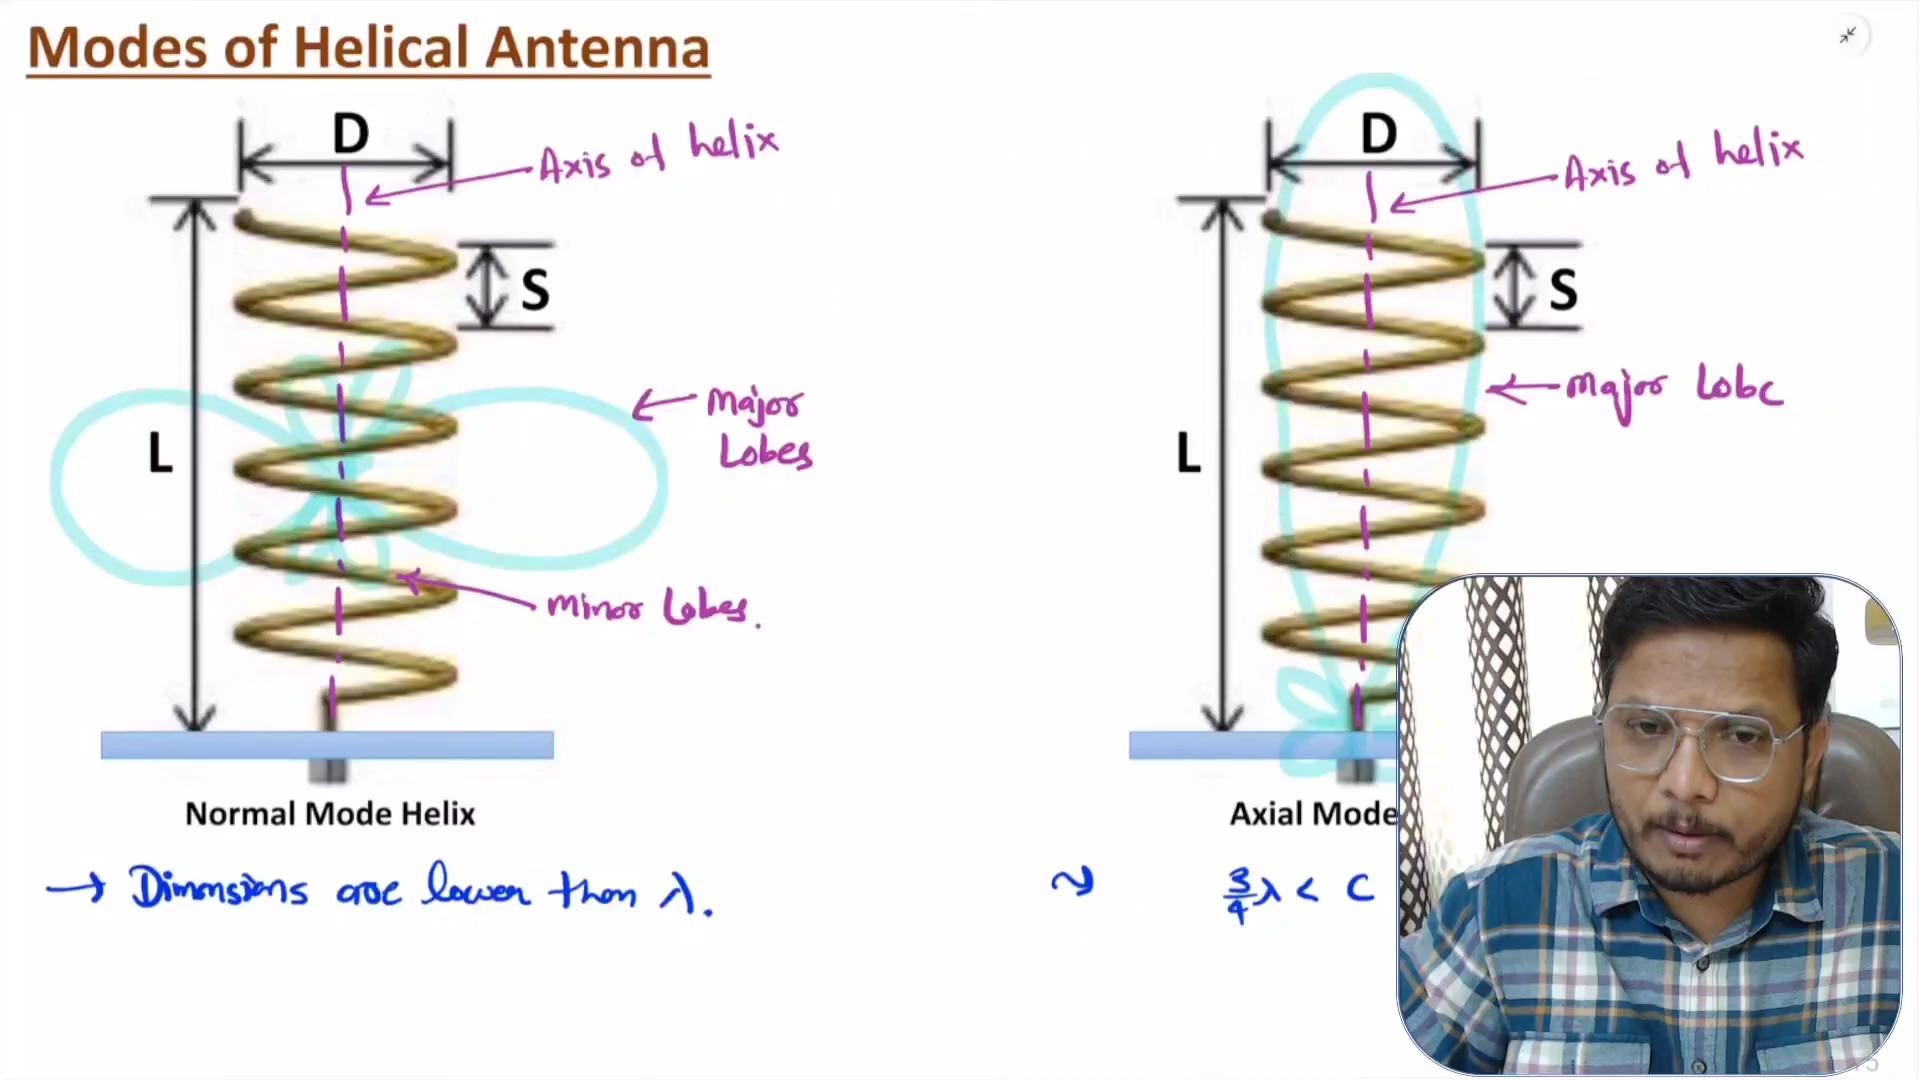 Modes of Helical Antenna
D
Axis of helix
S
L
Major
Lobes
Minor Lobes.
Normal Mode Helix
→ Dimensions are lower than λ.
D
Axis of helix
S
L
Major Lobe
Axial Mode
3/4 λ < C